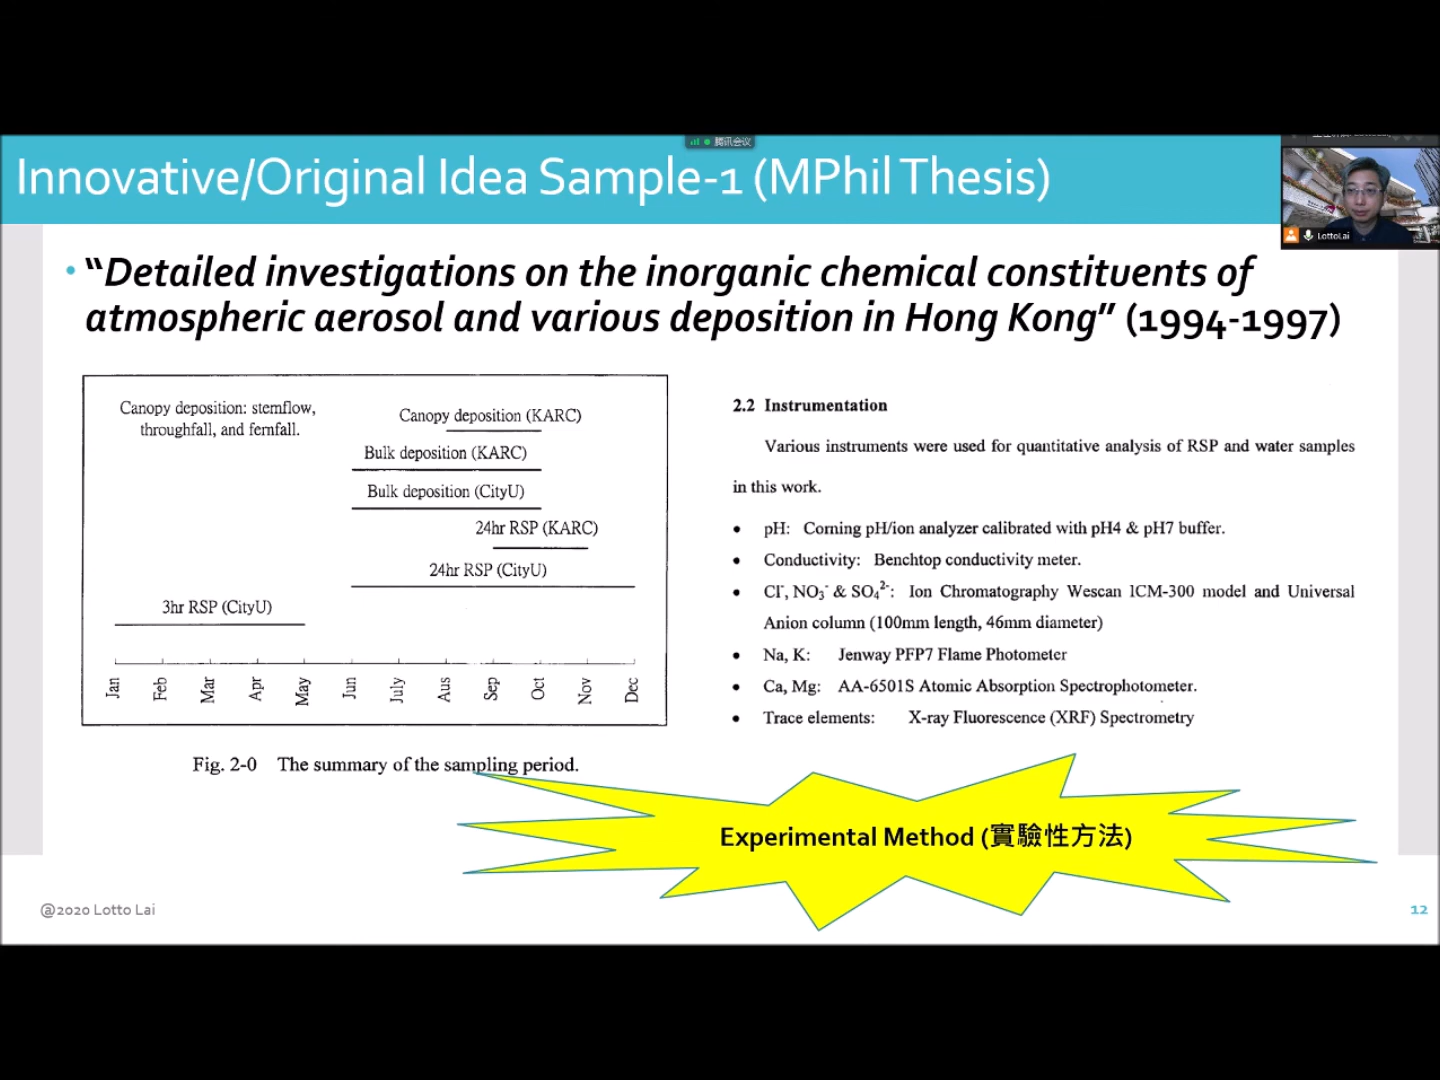 腾讯会议
Innovative/Original Idea Sample-1 (MPhil Thesis)
LottoLai
• “Detailed investigations on the inorganic chemical constituents of
atmospheric aerosol and various deposition in Hong Kong” (1994-1997)
Canopy deposition: stemflow,
throughfall, and fernfall.
Canopy deposition (KARC)
Bulk deposition (KARC)
Bulk deposition (CityU)
24hr RSP (KARC)
24hr RSP (CityU)
3hr RSP (CityU)
Jan Feb Mar Apr May Jun July Aus Sep Oct Nov Dec
Fig. 2-0 The summary of the sampling period.
2.2 Instrumentation
Various instruments were used for quantitative analysis of RSP and water samples
in this work.
• pH: Corning pH/ion analyzer calibrated with pH4 & pH7 buffer.
• Conductivity: Benchtop conductivity meter.
• Cl⁻, NO₃⁻ & SO₄²⁻: Ion Chromatography Wescan ICM-300 model and Universal
Anion column (100mm length, 46mm diameter)
• Na, K: Jenway PFP7 Flame Photometer
• Ca, Mg: AA-6501S Atomic Absorption Spectrophotometer.
• Trace elements: X-ray Fluorescence (XRF) Spectrometry
Experimental Method (實驗性方法)
@2020 Lotto Lai
12